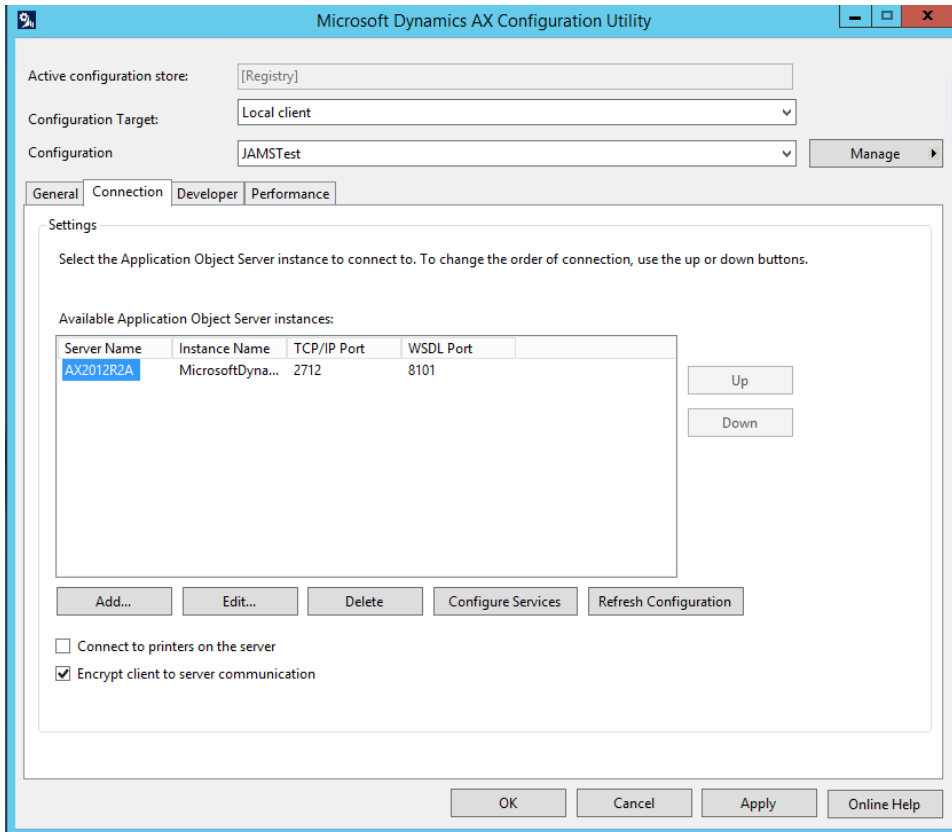 Microsoft Dynamics AX Configuration Utility
Active configuration store: [Registry]
Configuration Target: Local client
Configuration JAMSTest Manage
General Connection Developer Performance
Settings
Select the Application Object Server instance to connect to. To change the order of connection, use the up or down buttons.
Available Application Object Server instances:
Server Name Instance Name TCP/IP Port WSDL Port
AX2012R2A MicrosoftDyna... 2712 8101
Up
Down
Add... Edit... Delete Configure Services Refresh Configuration
Connect to printers on the server
Encrypt client to server communication
OK Cancel Apply Online Help